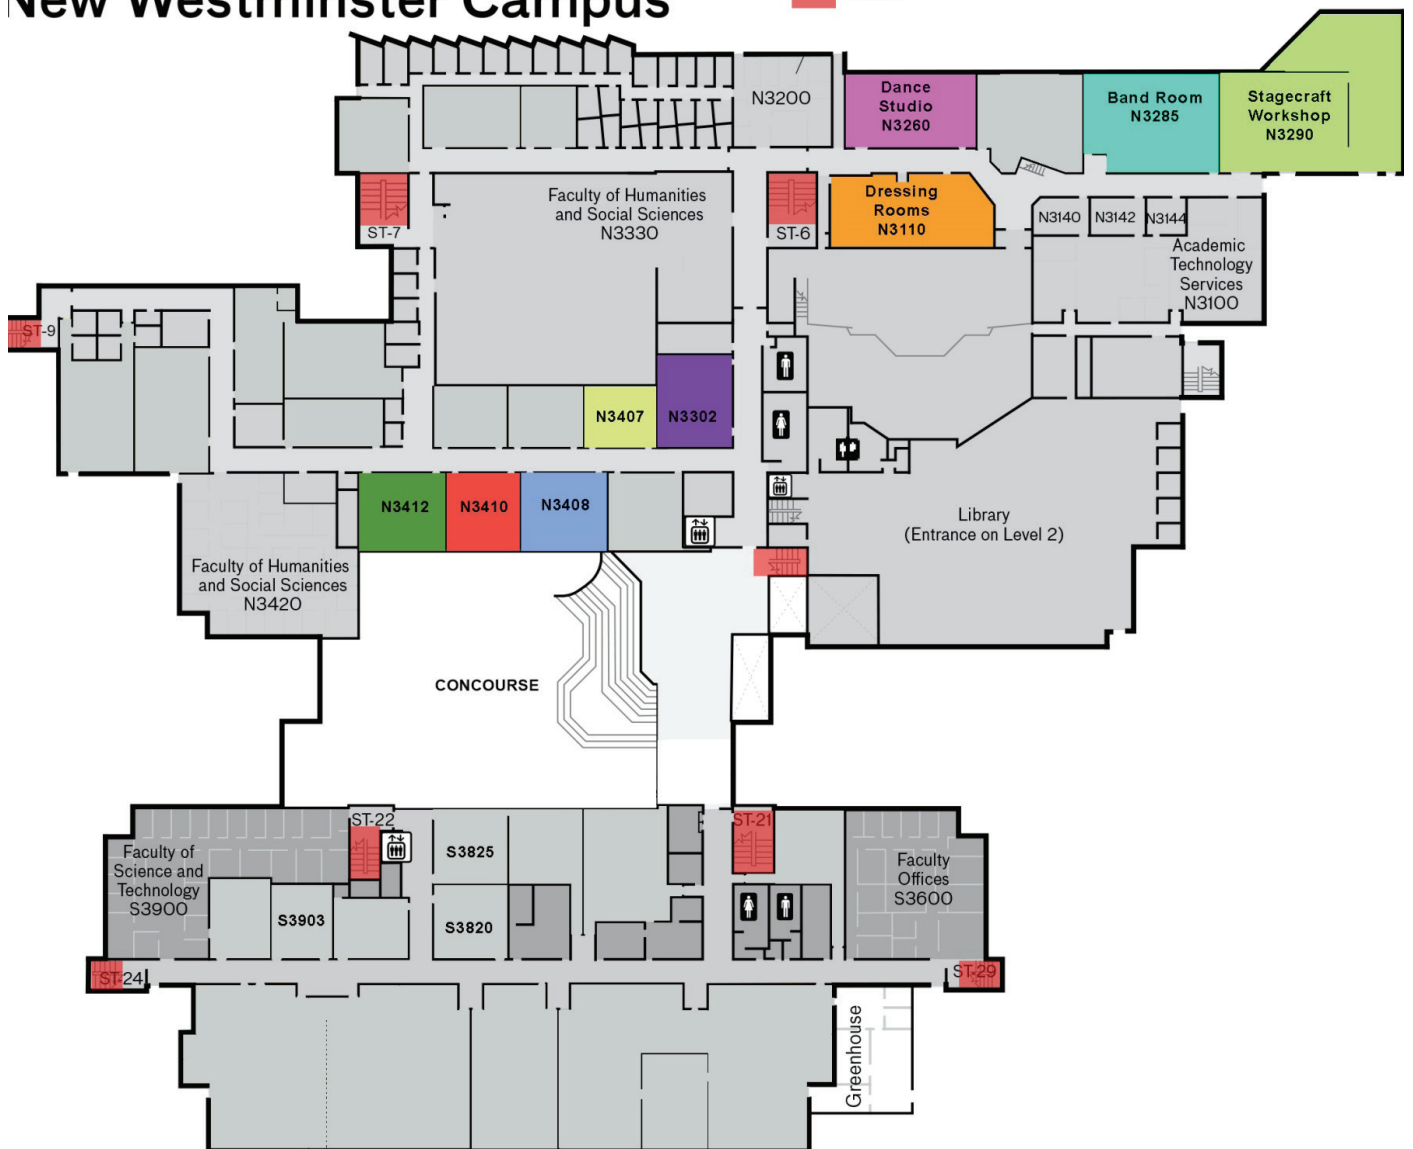 New Westminster Campus
N3200
Dance
Studio
N3260
Band Room
N3285
Stagecraft
Workshop
N3290
Faculty of Humanities
and Social Sciences
N3330
ST-7
ST-6
Dressing
Rooms
N3110
N3140
N3142
N3144
Academic
Technology
Services
N3100
ST-9
N3407
N3302
N3412
N3410
N3408
Library
(Entrance on Level 2)
Faculty of Humanities
and Social Sciences
N3420
CONCOURSE
ST-22
ST-21
Faculty of
Science and
Technology
S3900
S3825
Faculty
Offices
S3600
S3903
S3820
ST-24
ST-29
Greenhouse